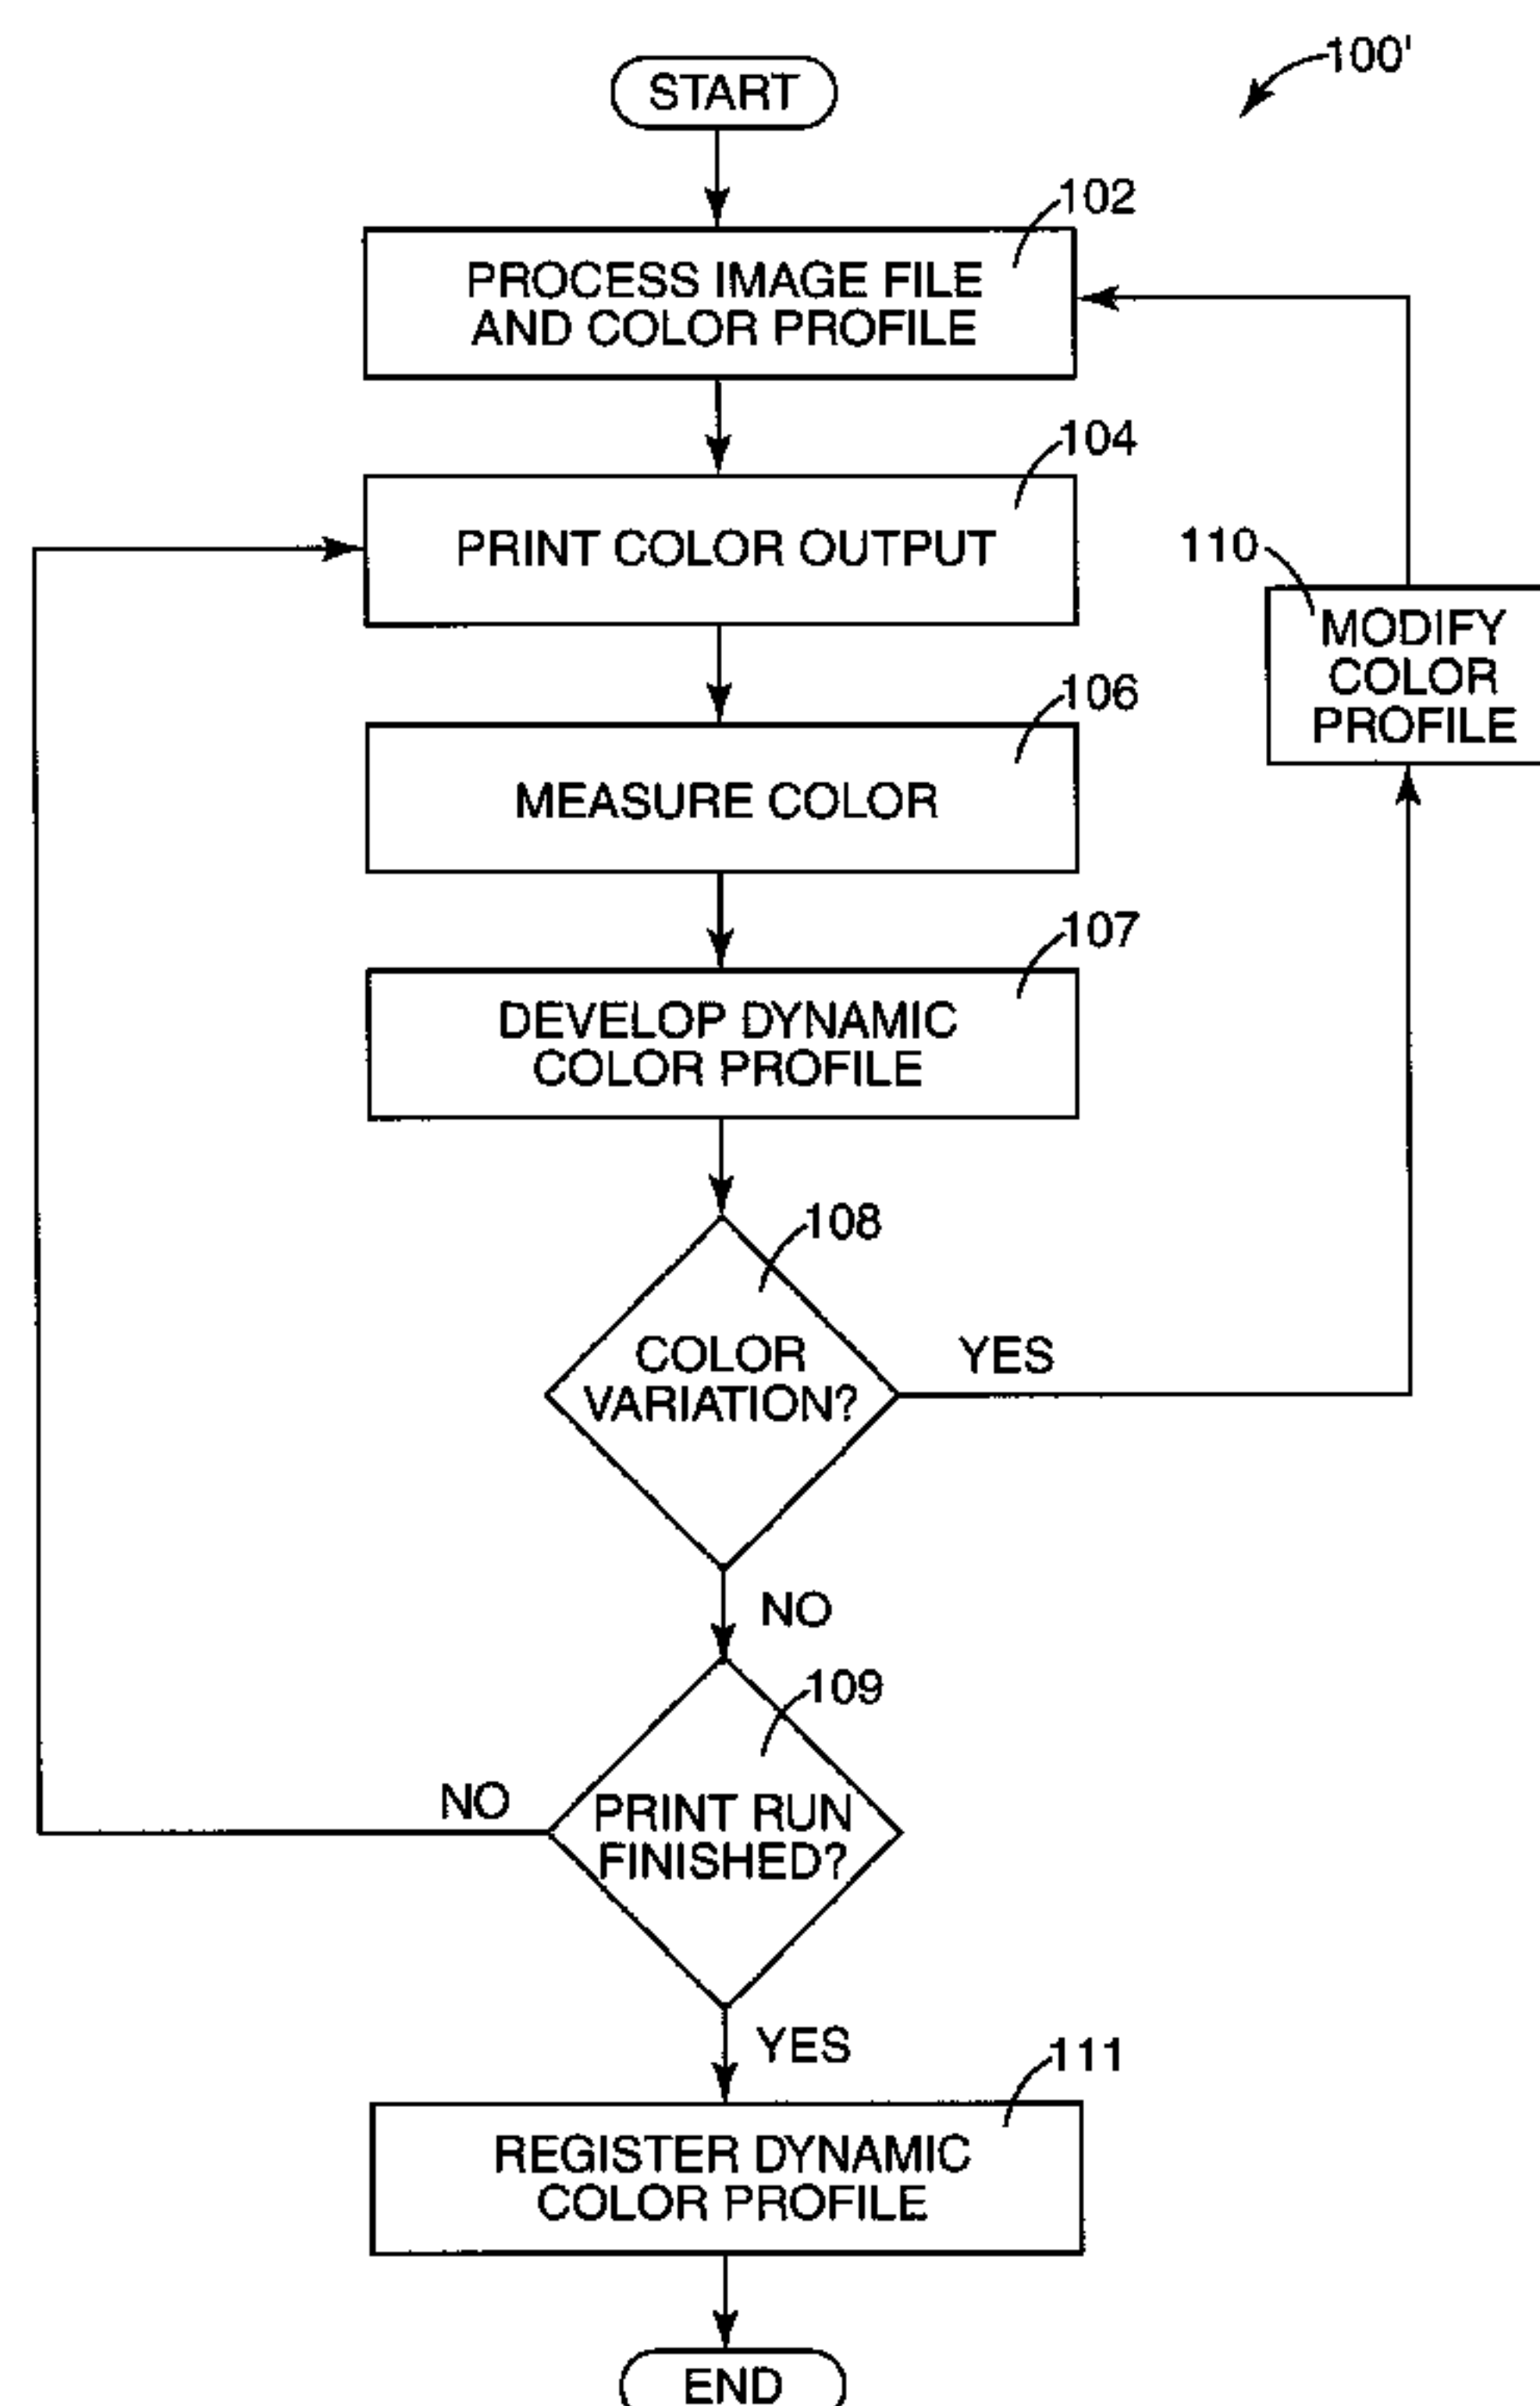 100'
START
102
PROCESS IMAGE FILE
AND COLOR PROFILE
104
PRINT COLOR OUTPUT
110
MODIFY
COLOR
PROFILE
106
MEASURE COLOR
107
DEVELOP DYNAMIC
COLOR PROFILE
108
COLOR
VARIATION?
YES
NO
109
PRINT RUN
FINISHED?
NO
YES
111
REGISTER DYNAMIC
COLOR PROFILE
END